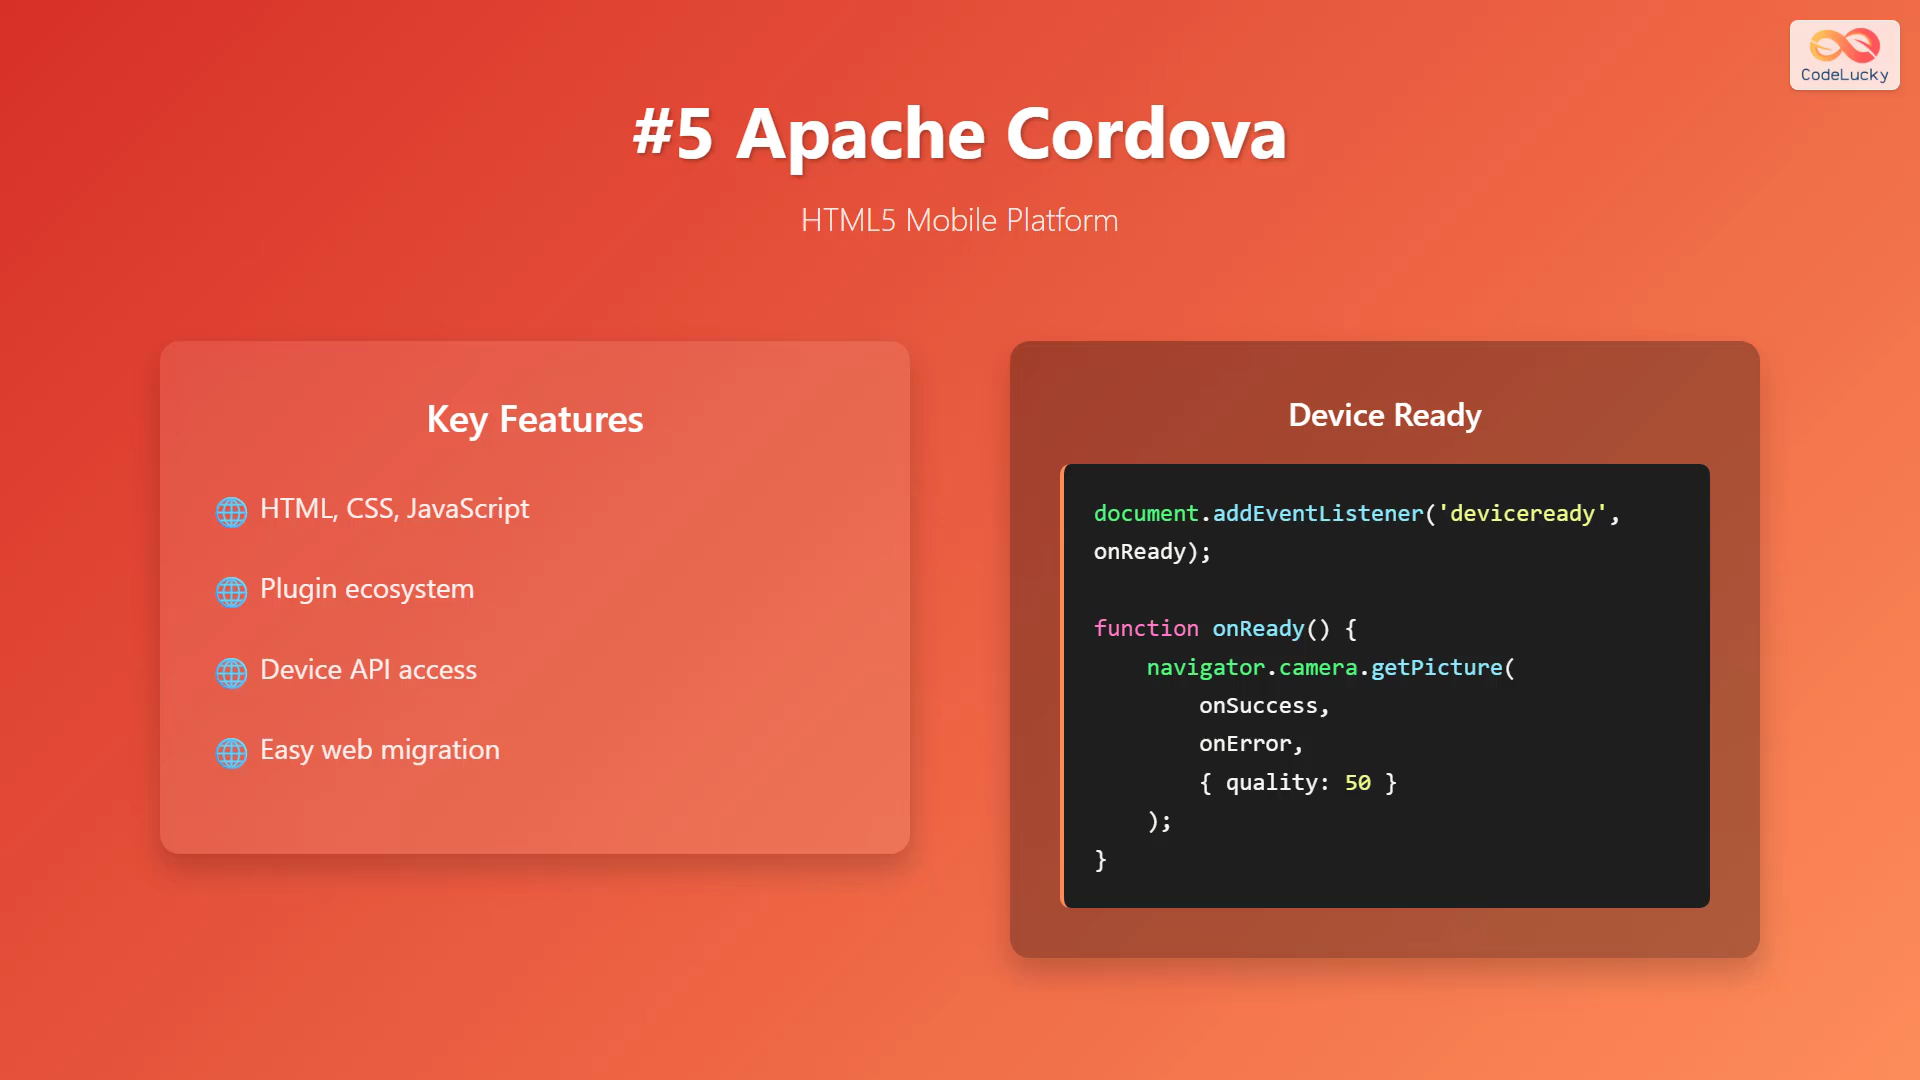 CodeLucky
#5 Apache Cordova
HTML5 Mobile Platform
Key Features
HTML, CSS, JavaScript
Plugin ecosystem
Device API access
Easy web migration
Device Ready
document.addEventListener('deviceready',
onReady);
function onReady() {
    navigator.camera.getPicture(
        onSuccess,
        onError,
        { quality: 50 }
    );
}